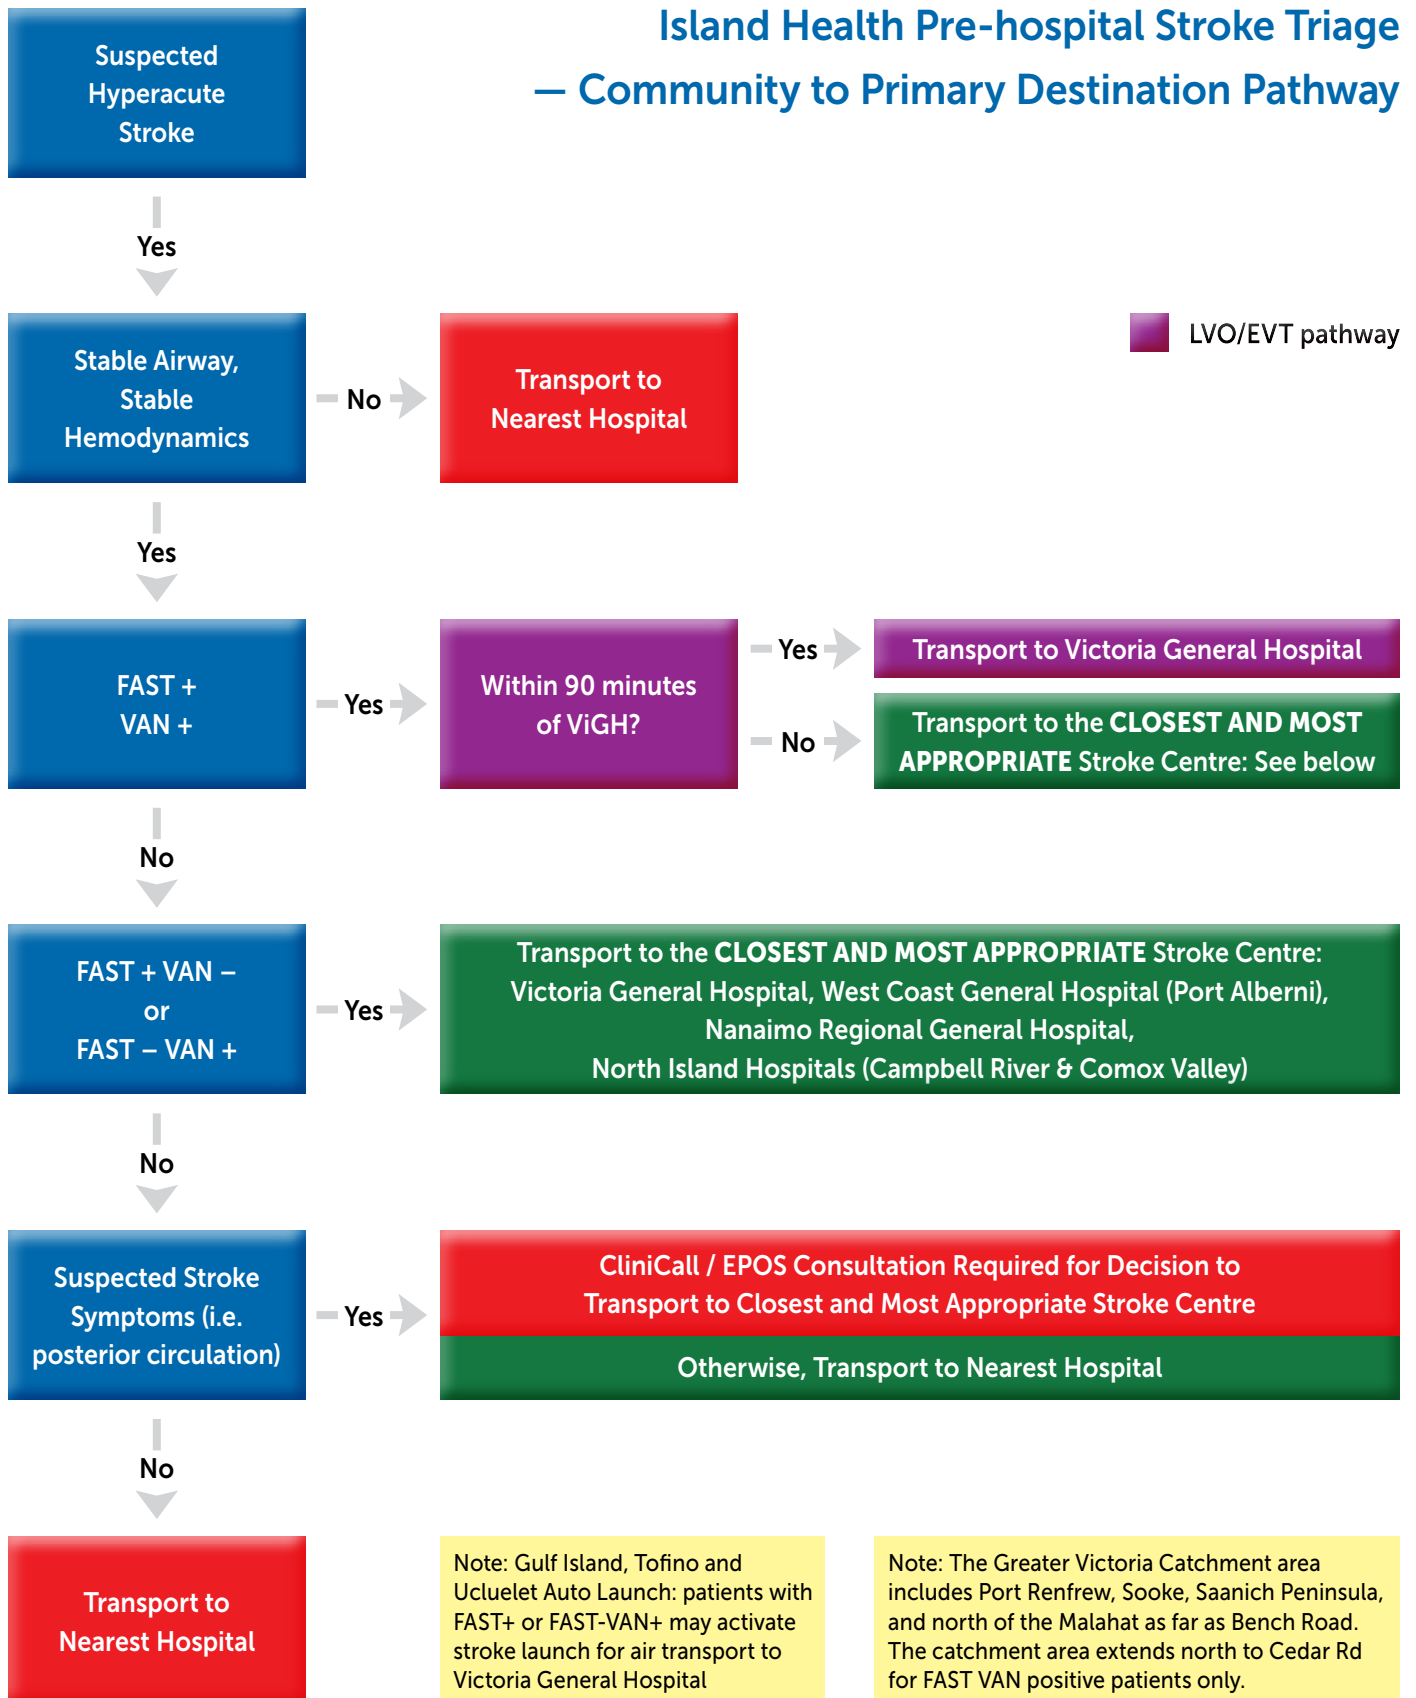 Island Health Pre-hospital Stroke Triage
— Community to Primary Destination Pathway
Suspected
Hyperacute
Stroke
Yes
Stable Airway,
Stable
Hemodynamics
No
Transport to
Nearest Hospital
LVO/EVT pathway
Yes
FAST +
VAN +
Yes
Within 90 minutes
of ViGH?
Yes
Transport to Victoria General Hospital
No
Transport to the CLOSEST AND MOST
APPROPRIATE Stroke Centre: See below
No
FAST + VAN –
or
FAST – VAN +
Yes
Transport to the CLOSEST AND MOST APPROPRIATE Stroke Centre:
Victoria General Hospital, West Coast General Hospital (Port Alberni),
Nanaimo Regional General Hospital,
North Island Hospitals (Campbell River & Comox Valley)
No
Suspected Stroke
Symptoms (i.e.
posterior circulation)
Yes
CliniCall / EPOS Consultation Required for Decision to
Transport to Closest and Most Appropriate Stroke Centre
Otherwise, Transport to Nearest Hospital
No
Transport to
Nearest Hospital
Note: Gulf Island, Tofino and
Ucluelet Auto Launch: patients with
FAST+ or FAST-VAN+ may activate
stroke launch for air transport to
Victoria General Hospital
Note: The Greater Victoria Catchment area
includes Port Renfrew, Sooke, Saanich Peninsula,
and north of the Malahat as far as Bench Road.
The catchment area extends north to Cedar Rd
for FAST VAN positive patients only.